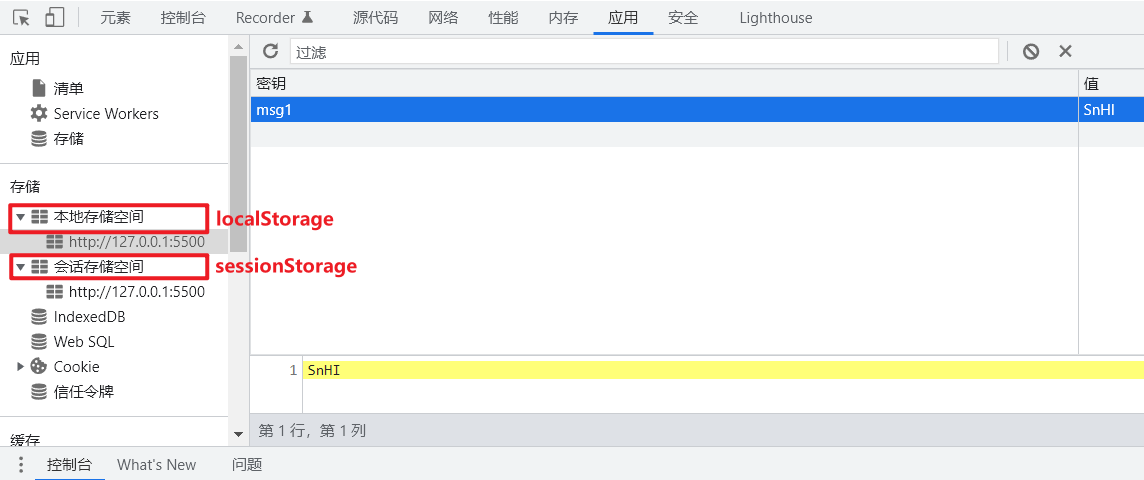 元素 控制台 Recorder 源代码 网络 性能 内存 应用 安全 Lighthouse
应用
清单
Service Workers
存储
存储
本地存储空间 localStorage
http://127.0.0.1:5500
会话存储空间 sessionStorage
http://127.0.0.1:5500
IndexedDB
Web SQL
Cookie
信任令牌
缓存
过滤
密钥 值
msg1 SnHI
1 SnHI
第 1 行，第 1 列
控制台 What's New 问题